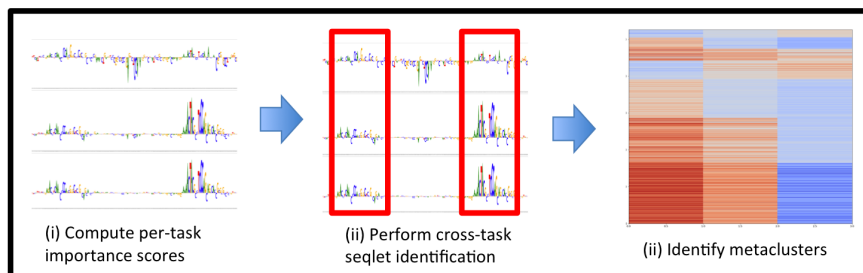 (i) Compute per-task
importance scores
(ii) Perform cross-task
seqlet identification
(ii) Identify metaclusters